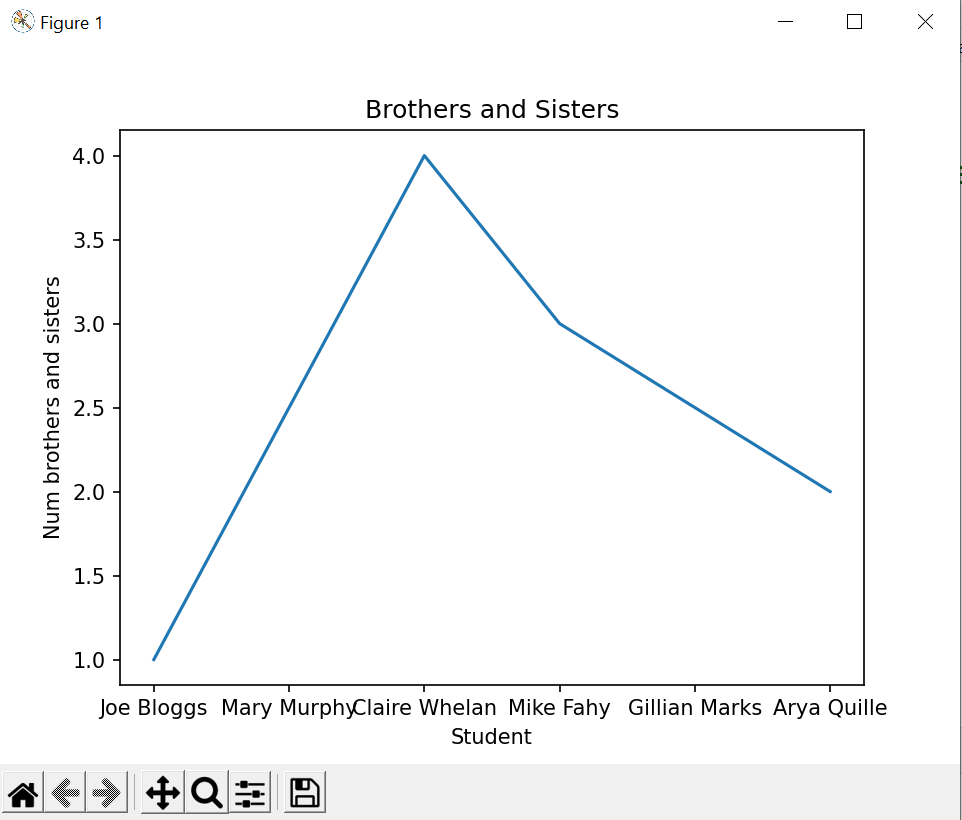 Figure 1
Brothers and Sisters
Num brothers and sisters
4.0
3.5
3.0
2.5
2.0
1.5
1.0
Joe Bloggs Mary Murphy Claire Whelan Mike Fahy Gillian Marks Arya Quille
Student